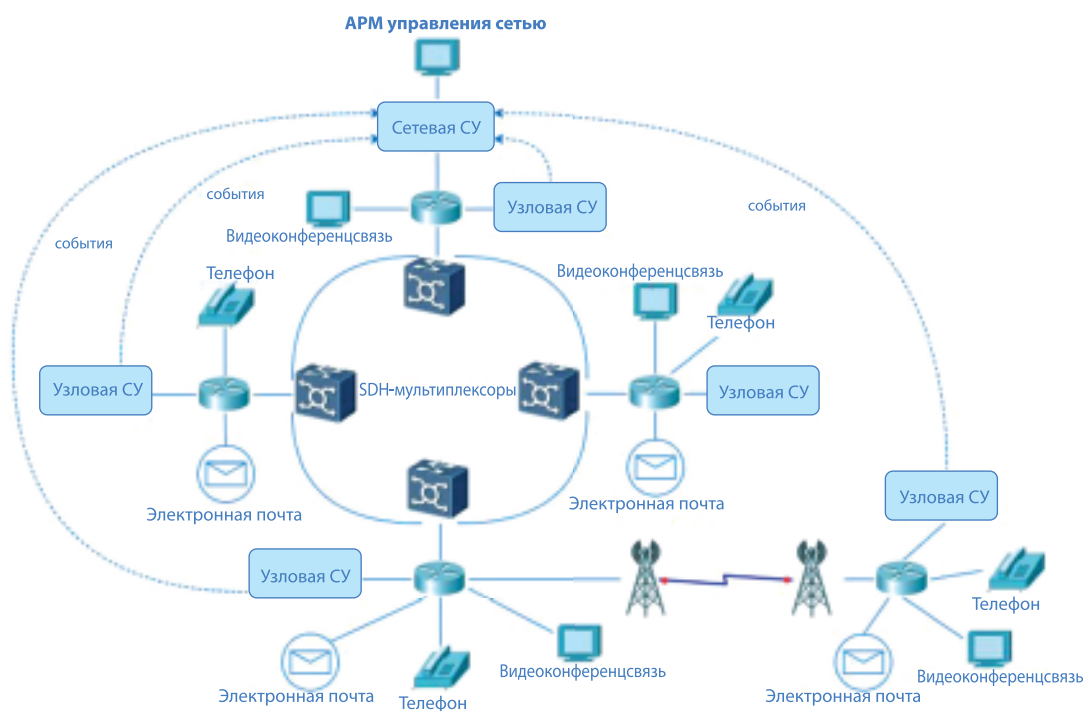 АРМ управления сетью
Сетевая СУ
события
Узловая СУ
события
Видеоконференцсвязь
события
Телефон
Видеоконференцсвязь
Телефон
Узловая СУ
SDH-мультиплексоры
Узловая СУ
Электронная почта
Электронная почта
Узловая СУ
Узловая СУ
Телефон
Видеоконференцсвязь
Видеоконференцсвязь
Электронная почта
Телефон
Электронная почта